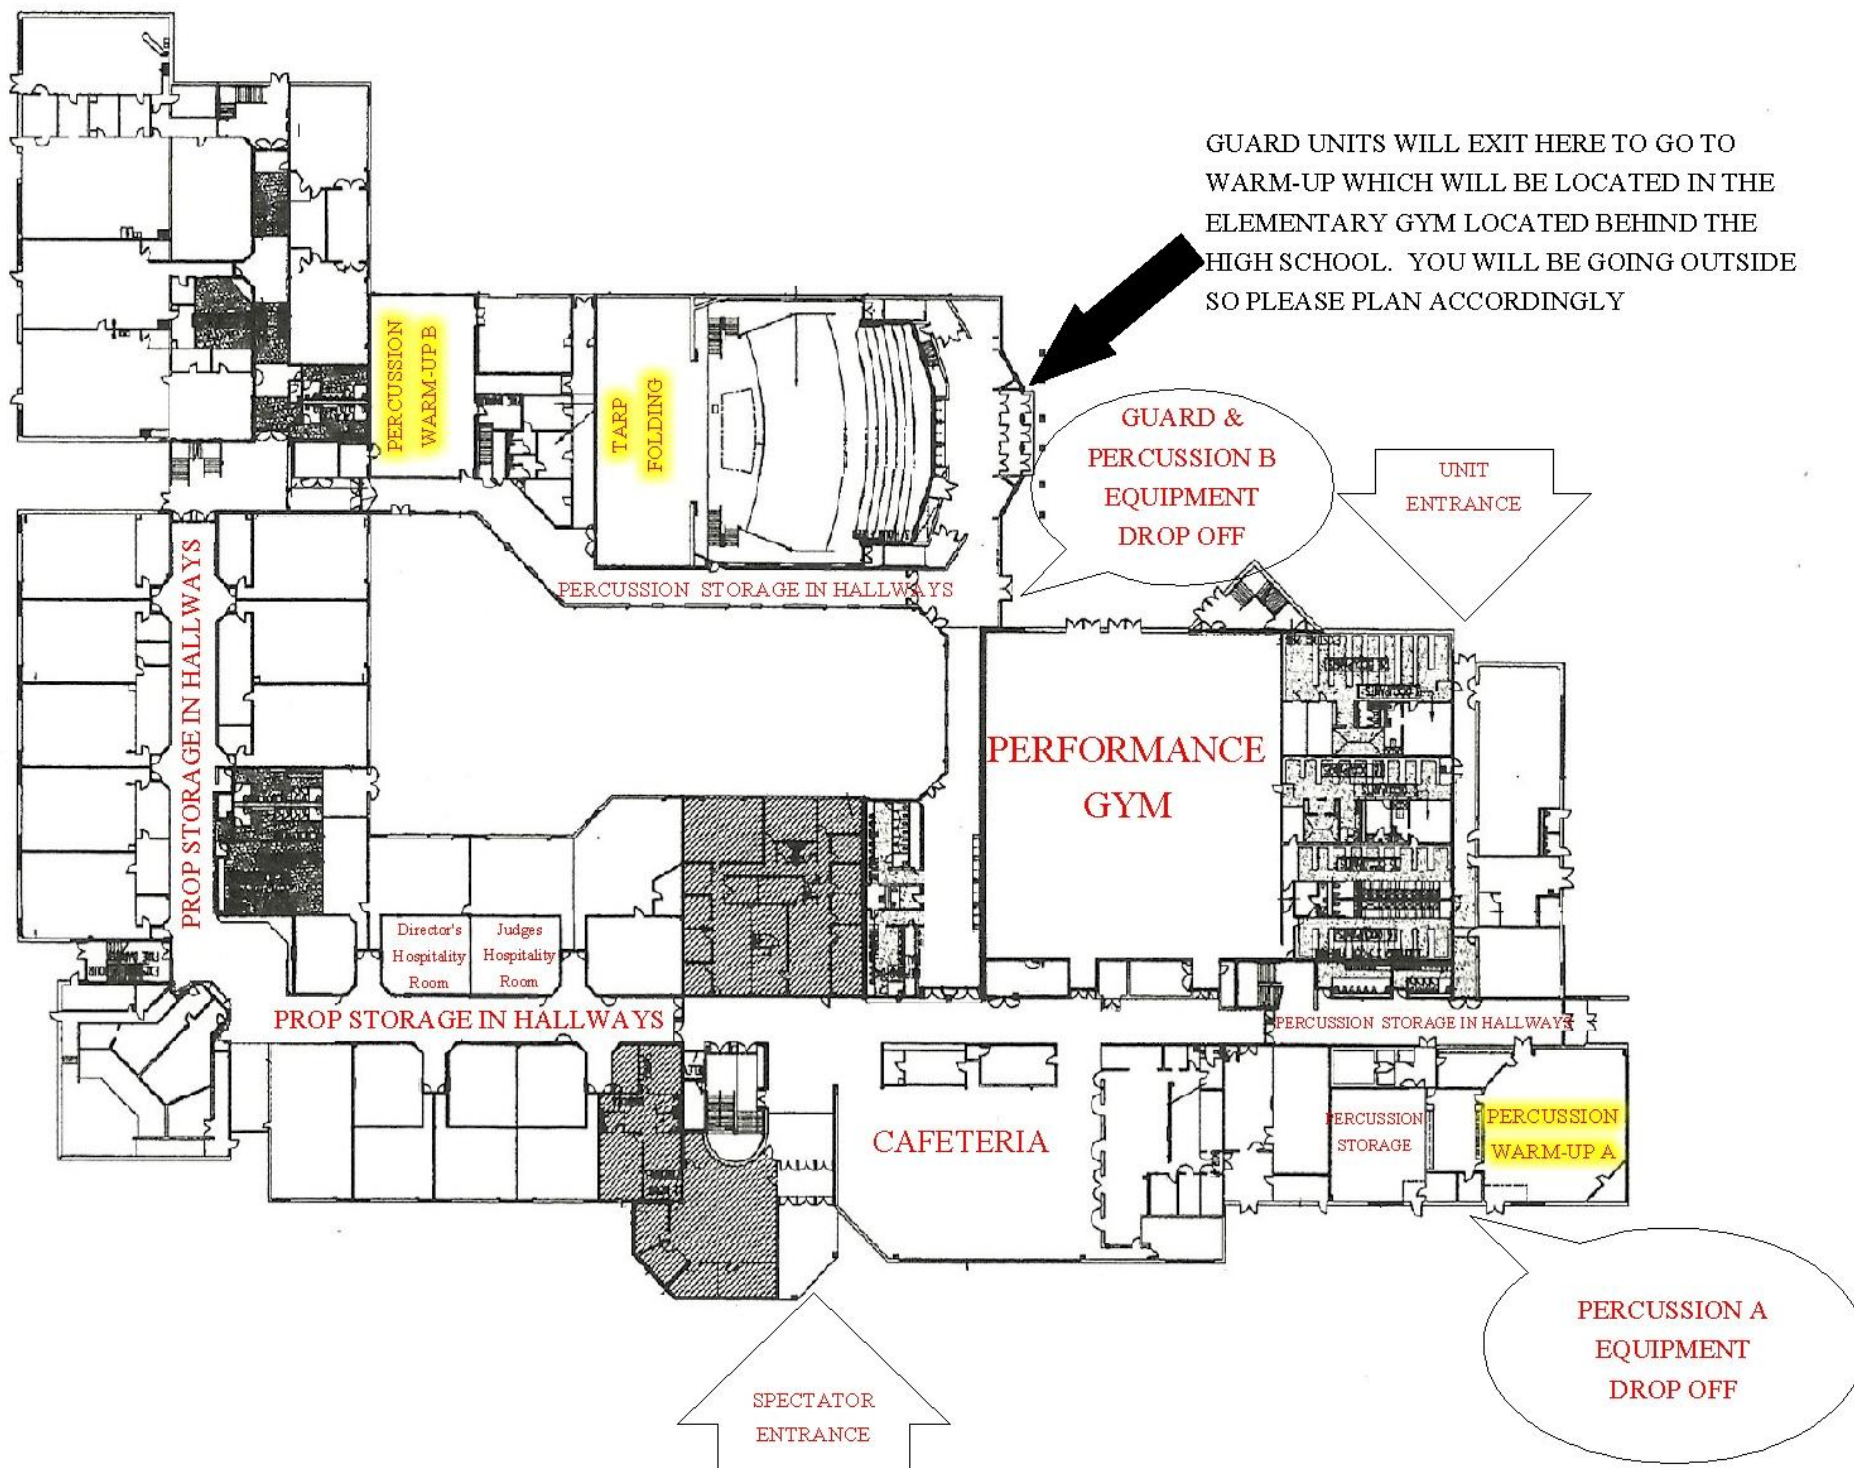 GUARD UNITS WILL EXIT HERE TO GO TO
WARM-UP WHICH WILL BE LOCATED IN THE
ELEMENTARY GYM LOCATED BEHIND THE
HIGH SCHOOL. YOU WILL BE GOING OUTSIDE
SO PLEASE PLAN ACCORDINGLY
PERCUSSION
WARM-UP B
TARP
FOLDING
GUARD &
PERCUSSION B
EQUIPMENT
DROP OFF
UNIT
ENTRANCE
PERCUSSION STORAGE IN HALLWAYS
PROP STORAGE IN HALLWAYS
PERFORMANCE
GYM
Director's
Hospitality
Room
Judges
Hospitality
Room
PROP STORAGE IN HALLWAYS
PERCUSSION STORAGE IN HALLWAYS
CAFETERIA
PERCUSSION
STORAGE
PERCUSSION
WARM-UP A
PERCUSSION A
EQUIPMENT
DROP OFF
SPECTATOR
ENTRANCE